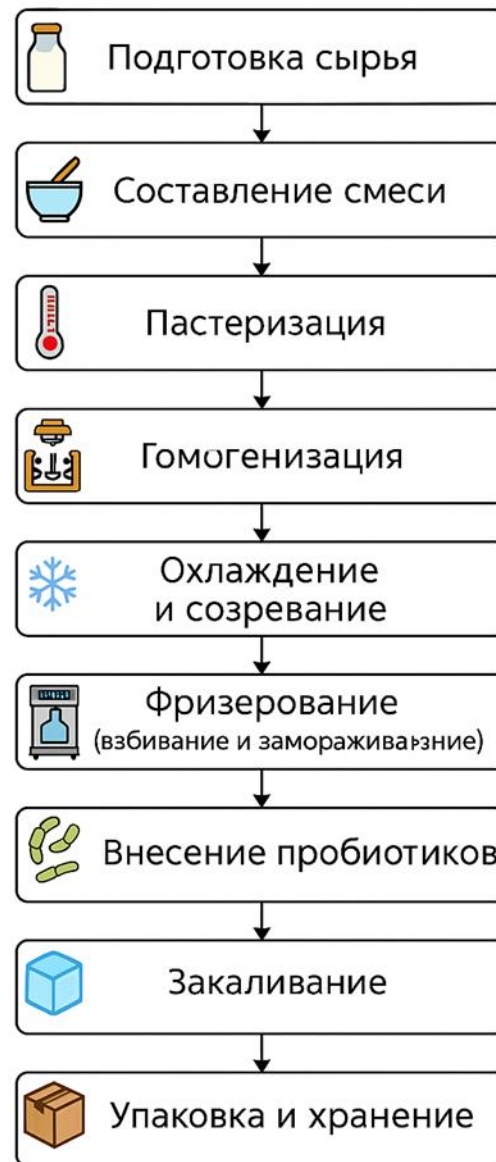 Подготовка сырья
Составление смеси
Пастеризация
Гомогенизация
Охлаждение
и созревание
Фризерование
(взбивание и
Внесение пробиотиков
Закаливание
Упаковка и хранение